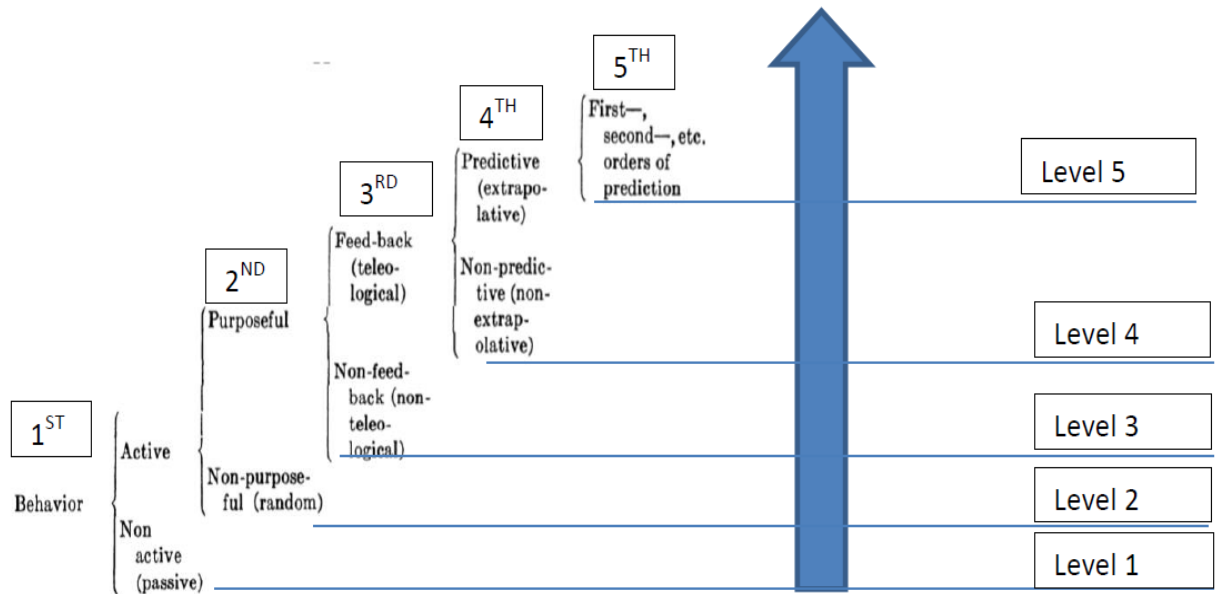 5TH
First—,
second—, etc.
orders of
prediction
4TH
Predictive
(extrapo-
lative)
Non-predic-
tive (non-
extrap-
olative)
3RD
Feed-back
(teleo-
logical)
Non-feed-
back (non-
teleo-
logical)
2ND
Purposeful
Non-purpose-
ful (random)
1ST
Active
Behavior
Non
active
(passive)
Level 5
Level 4
Level 3
Level 2
Level 1